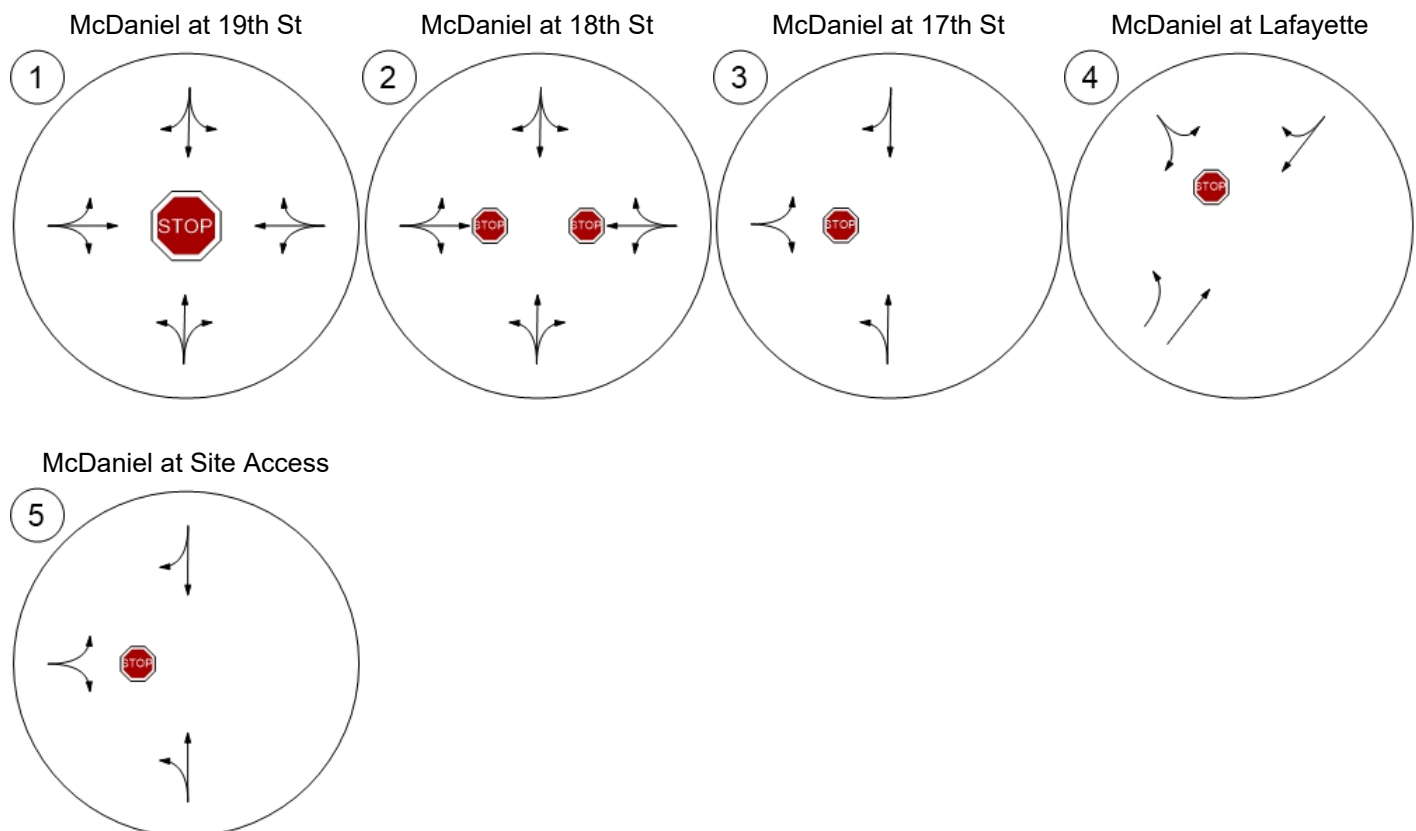 McDaniel at 19th St
McDaniel at 18th St
McDaniel at 17th St
McDaniel at Lafayette
1
2
3
4
STOP
STOP
STOP
STOP
STOP
McDaniel at Site Access
5
STOP